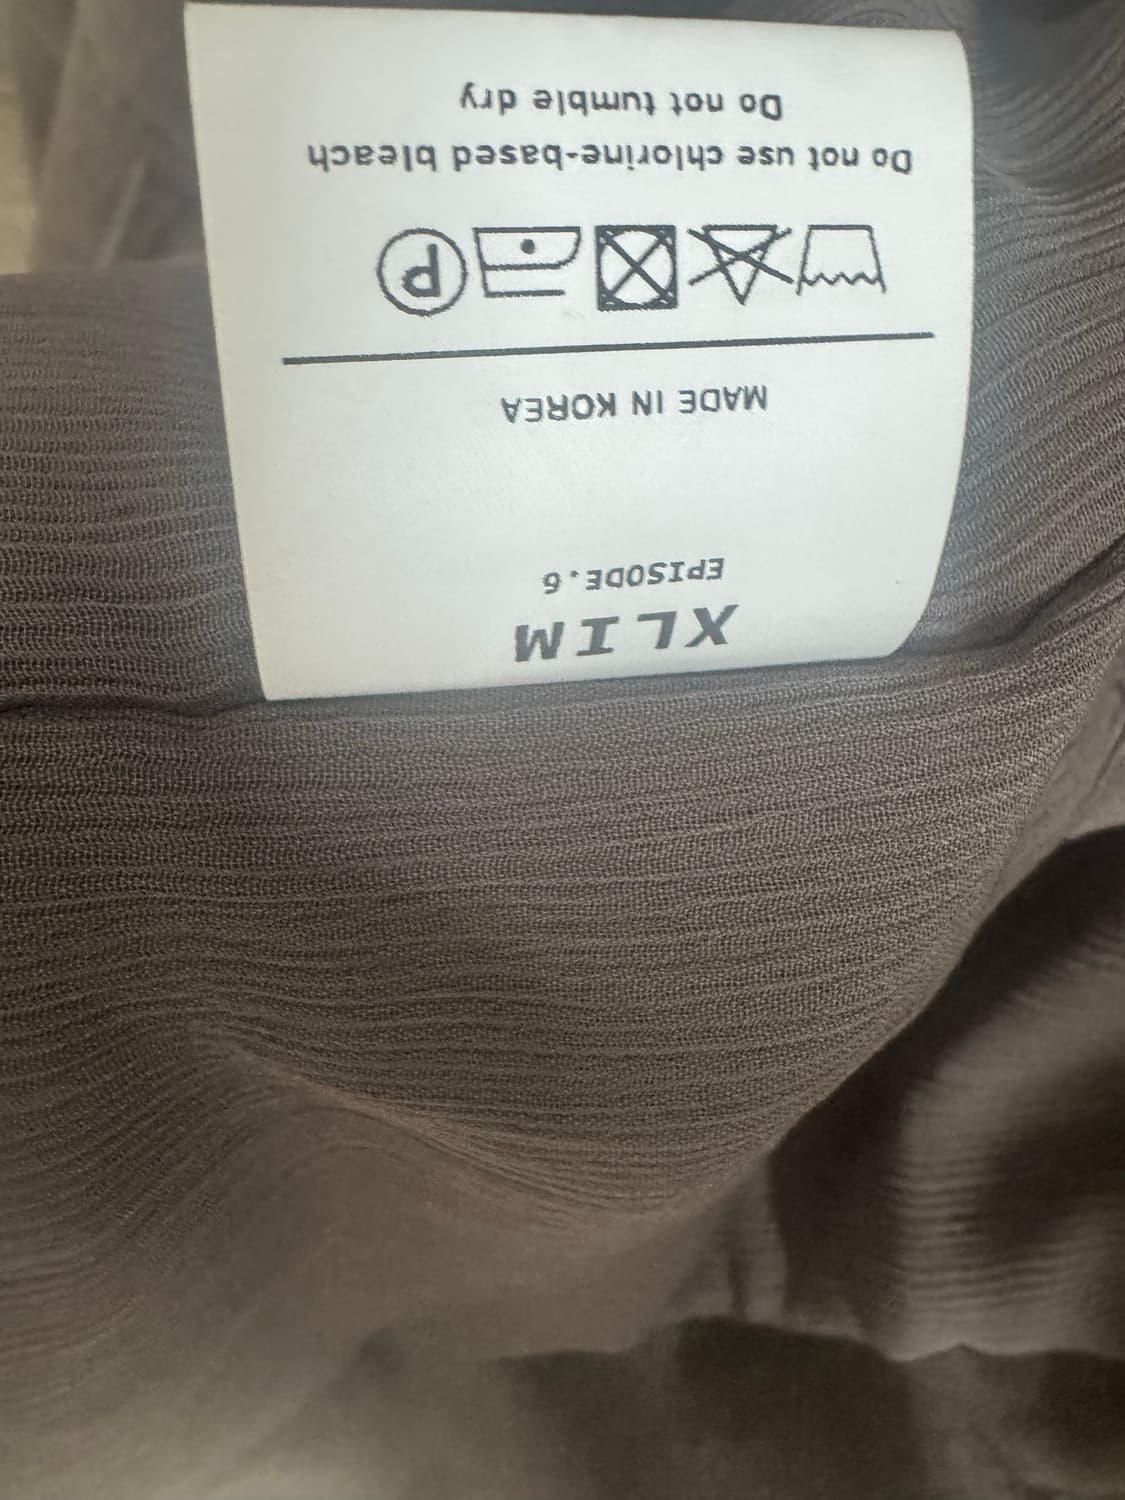 XLIM
EPISODE.6
MADE IN KOREA
P
Do not use chlorine-based bleach
Do not tumble dry